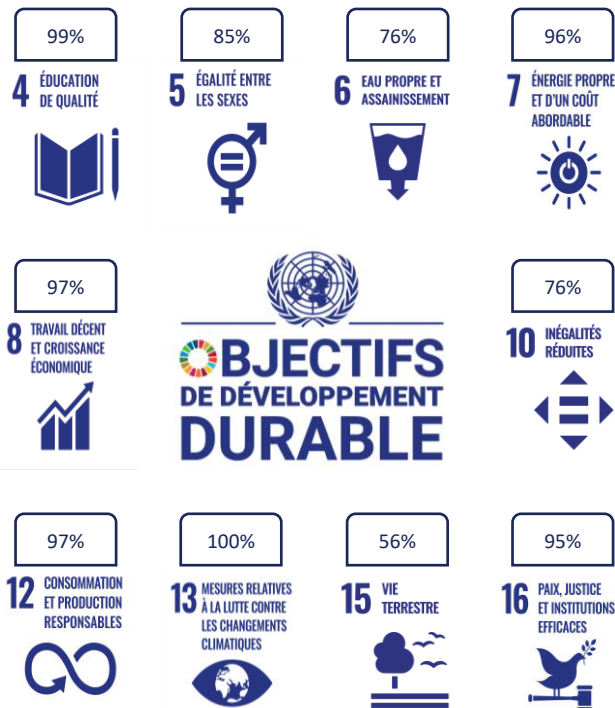 99%
4 ÉDUCATION
DE QUALITÉ
85%
5 ÉGALITÉ ENTRE
LES SEXES
76%
6 EAU PROPRE ET
ASSAINISSEMENT
96%
7 ÉNERGIE PROPRE
ET D'UN COÛT
ABORDABLE
97%
8 TRAVAIL DÉCENT
ET CROISSANCE
ÉCONOMIQUE
OBJECTIFS
DE DÉVELOPPEMENT
DURABLE
76%
10 INÉGALITÉS
RÉDUITES
97%
12 CONSOMMATION
ET PRODUCTION
RESPONSABLES
100%
13 MESURES RELATIVES
À LA LUTTE CONTRE
LES CHANGEMENTS
CLIMATIQUES
56%
15 VIE
TERRESTRE
95%
16 PAIX, JUSTICE
ET INSTITUTIONS
EFFICACES